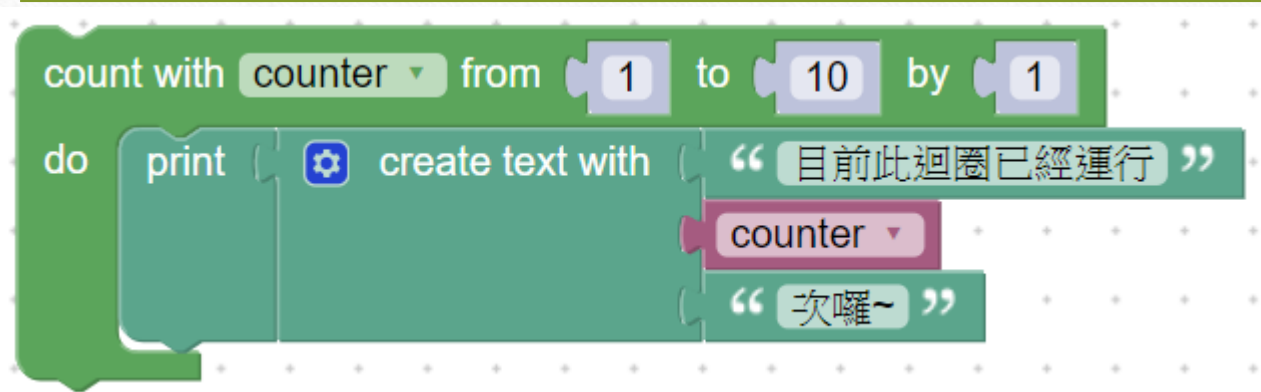 count with counter from 1 to 10 by 1
do print create text with “ 目前此迴圈已經運行 ”
counter
“ 次囉~ ”